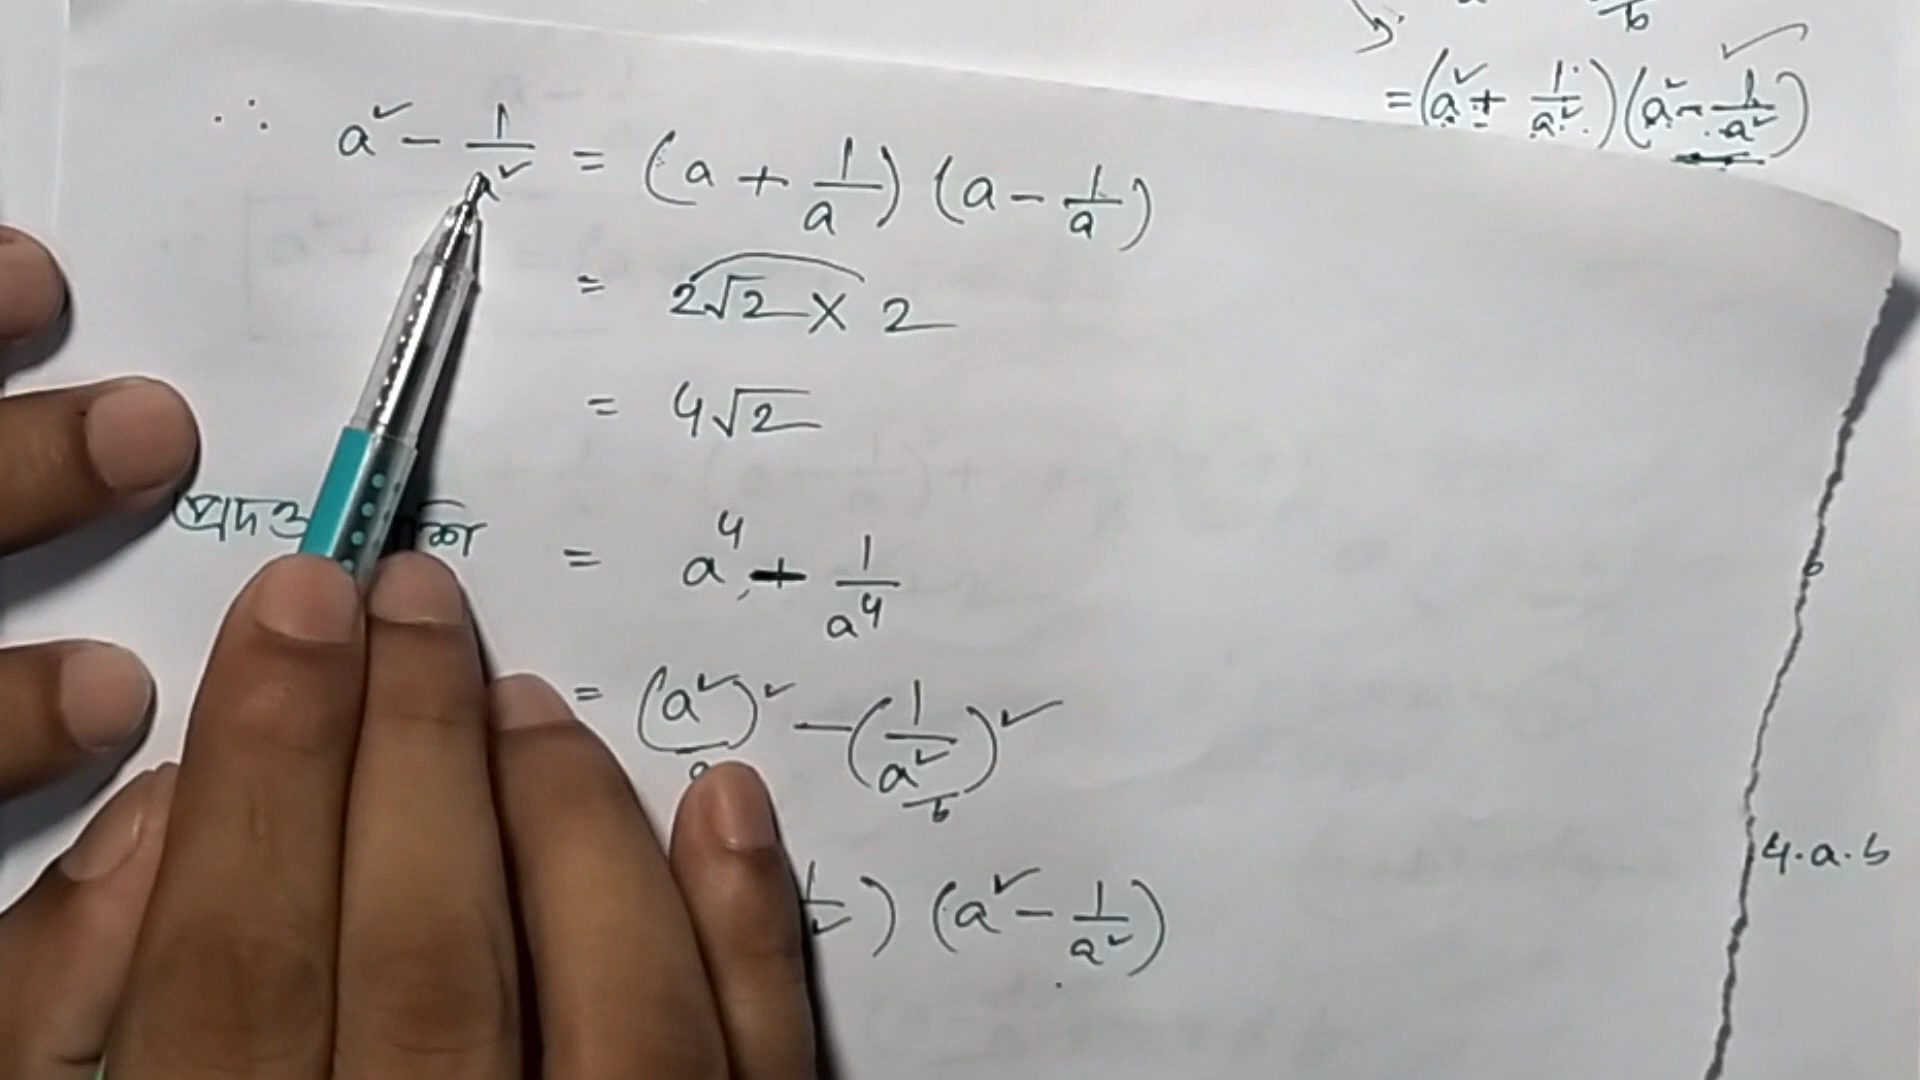 = (a² + 1/a²)(a² - 1/a²)
∴ a² - 1/a² = (a + 1/a) (a - 1/a)
= 2√2 × 2
= 4√2
= a⁴ + 1/a⁴
= (a²)² - (1/a²)²
b
) (a² - 1/a²)
4.a.b